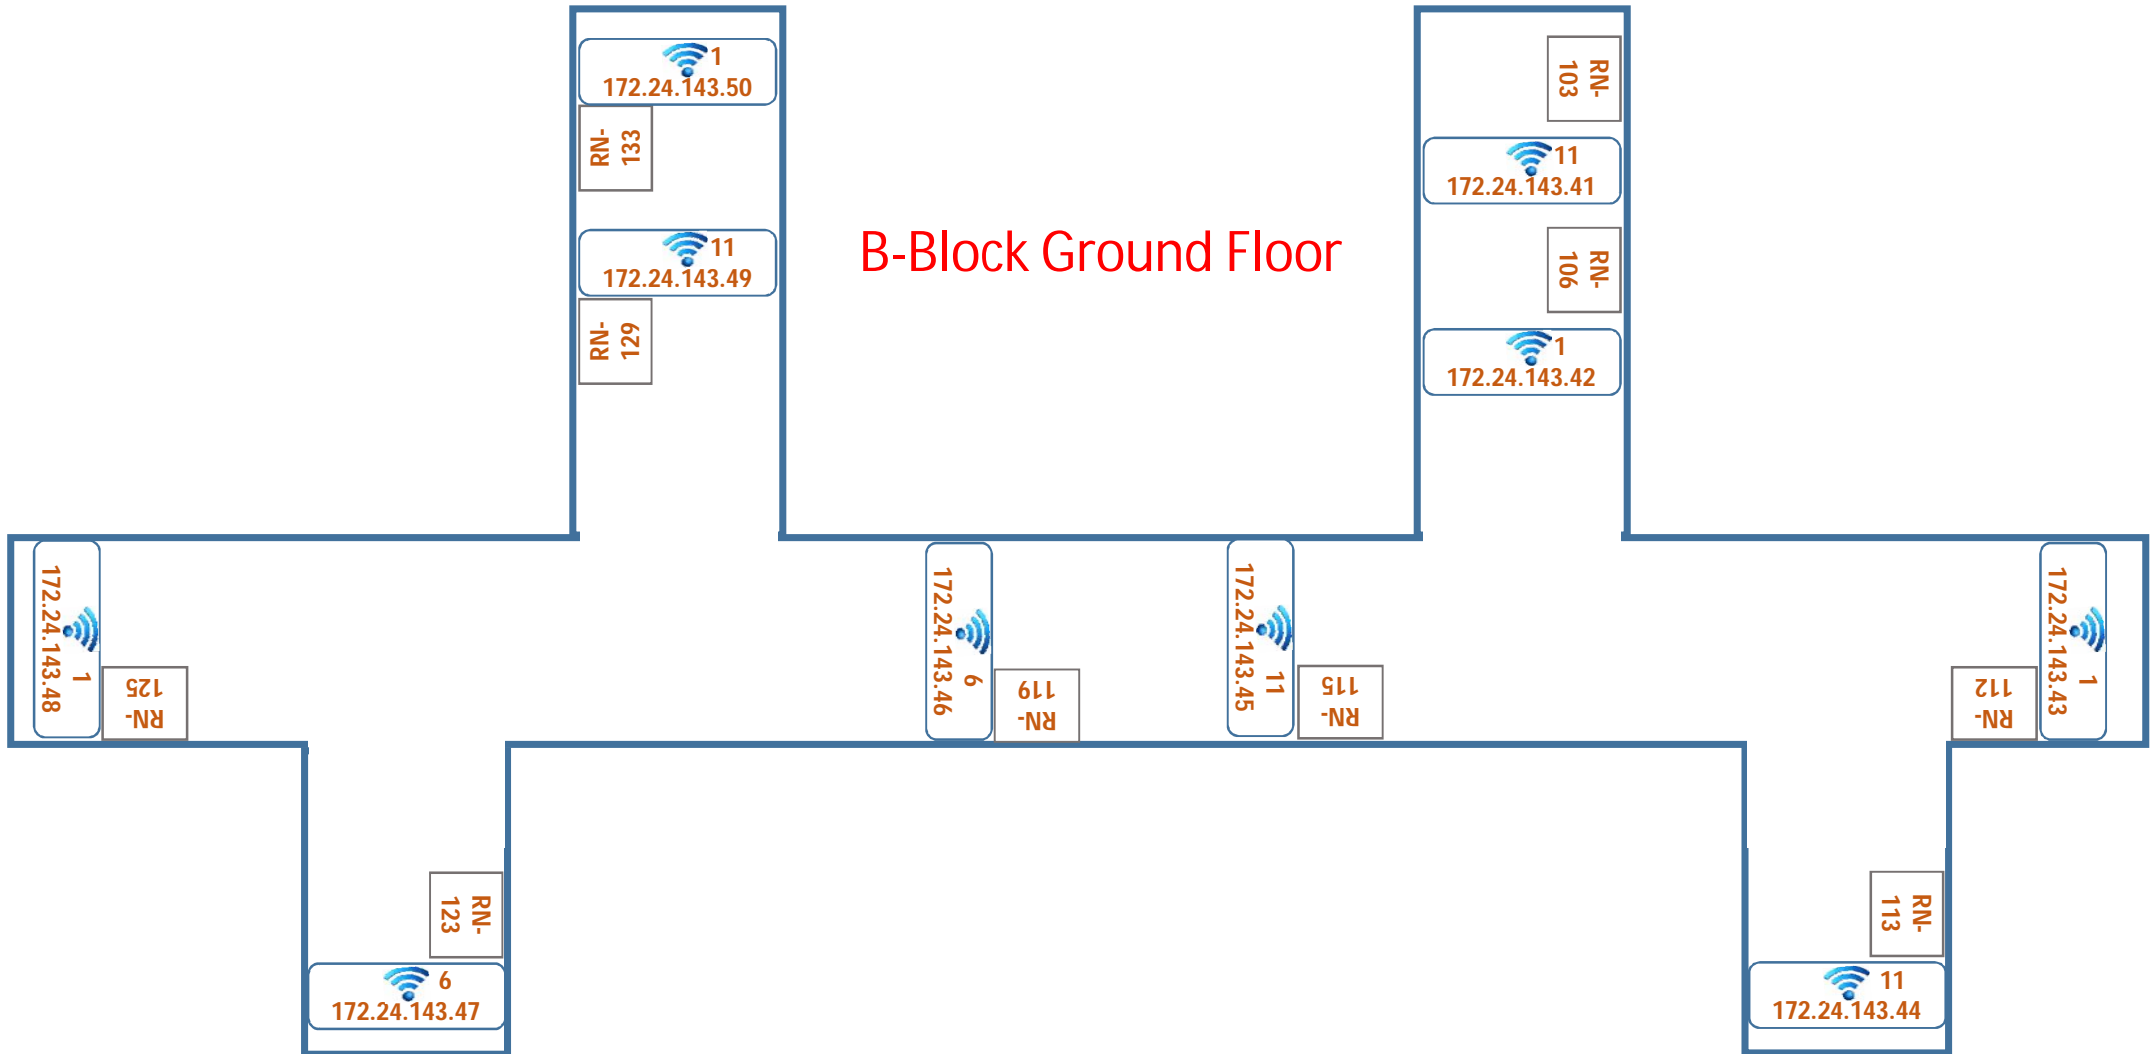 1
172.24.143.50
RN-
133
11
172.24.143.49
RN-
129
B-Block Ground Floor
RN-
103
11
172.24.143.41
RN-
106
1
172.24.143.42
1
172.24.143.48
RN-
125
6
172.24.143.46
RN-
119
11
172.24.143.45
RN-
115
RN-
112
1
172.24.143.43
RN-
123
6
172.24.143.47
RN-
113
11
172.24.143.44